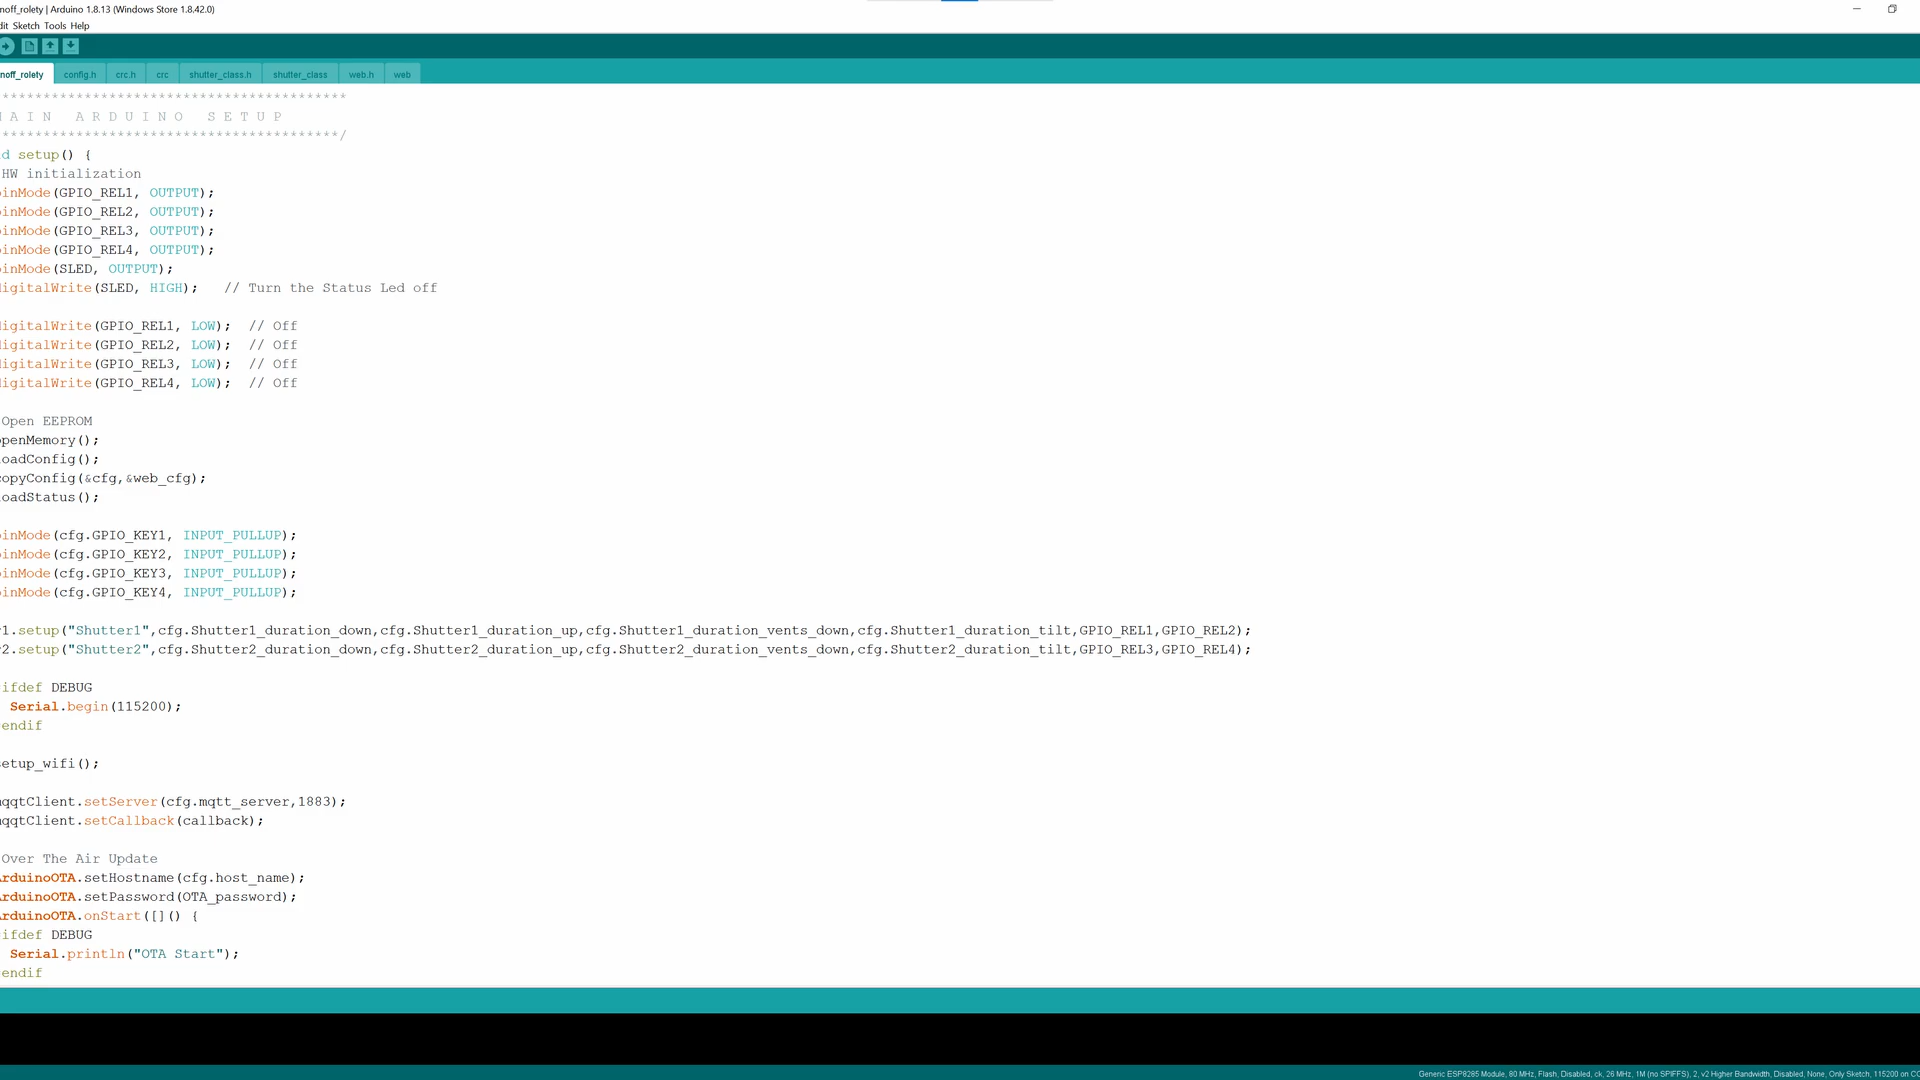 noff_rolety | Arduino 1.8.13 (Windows Store 1.8.42.0)
dit Sketch Tools Help
noff_rolety config.h crc.h crc shutter_class.h shutter_class web.h web
******************************************
A I N   A R D U I N O   S E T U P
*****************************************/
d setup() {
HW initialization
inMode(GPIO_REL1, OUTPUT);
inMode(GPIO_REL2, OUTPUT);
inMode(GPIO_REL3, OUTPUT);
inMode(GPIO_REL4, OUTPUT);
inMode(SLED, OUTPUT);
igitalWrite(SLED, HIGH);   // Turn the Status Led off
igitalWrite(GPIO_REL1, LOW);  // Off
igitalWrite(GPIO_REL2, LOW);  // Off
igitalWrite(GPIO_REL3, LOW);  // Off
igitalWrite(GPIO_REL4, LOW);  // Off
Open EEPROM
penMemory();
oadConfig();
opyConfig(&cfg,&web_cfg);
oadStatus();
inMode(cfg.GPIO_KEY1, INPUT_PULLUP);
inMode(cfg.GPIO_KEY2, INPUT_PULLUP);
inMode(cfg.GPIO_KEY3, INPUT_PULLUP);
inMode(cfg.GPIO_KEY4, INPUT_PULLUP);
1.setup("Shutter1",cfg.Shutter1_duration_down,cfg.Shutter1_duration_up,cfg.Shutter1_duration_vents_down,cfg.Shutter1_duration_tilt,GPIO_REL1,GPIO_REL2);
2.setup("Shutter2",cfg.Shutter2_duration_down,cfg.Shutter2_duration_up,cfg.Shutter2_duration_vents_down,cfg.Shutter2_duration_tilt,GPIO_REL3,GPIO_REL4);
ifdef DEBUG
Serial.begin(115200);
endif
etup_wifi();
qqtClient.setServer(cfg.mqtt_server,1883);
qqtClient.setCallback(callback);
Over The Air Update
rduinoOTA.setHostname(cfg.host_name);
rduinoOTA.setPassword(OTA_password);
rduinoOTA.onStart([]() {
ifdef DEBUG
Serial.println("OTA Start");
endif
Generic ESP8285 Module, 80 MHz, Flash, Disabled, ck, 26 MHz, 1M (no SPIFFS), 2, v2 Higher Bandwidth, Disabled, None, Only Sketch, 115200 on CO